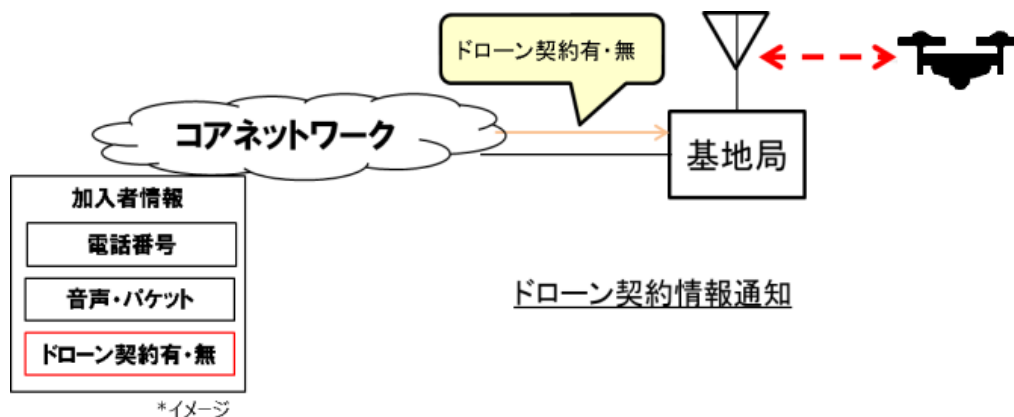 ドローン契約有・無
コアネットワーク
基地局
加入者情報
電話番号
音声・パケット
ドローン契約有・無
ドローン契約情報通知
*イメージ